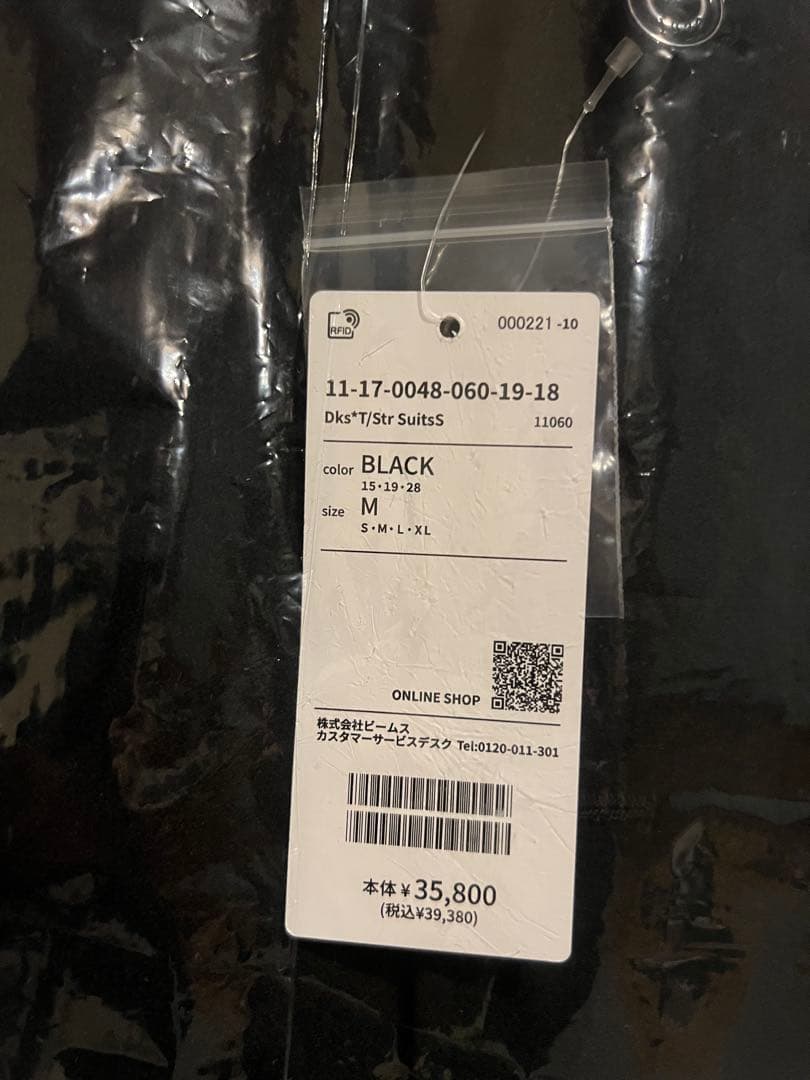 RFID
000221 -10
11-17-0048-060-19-18
Dks*T/Str SuitsS 11060
color BLACK
15・19・28
size M
S・M・L・XL
ONLINE SHOP
株式会社ビームス
カスタマーサービスデスク Tel:0120-011-301
本体¥35,800
(税込¥39,380)